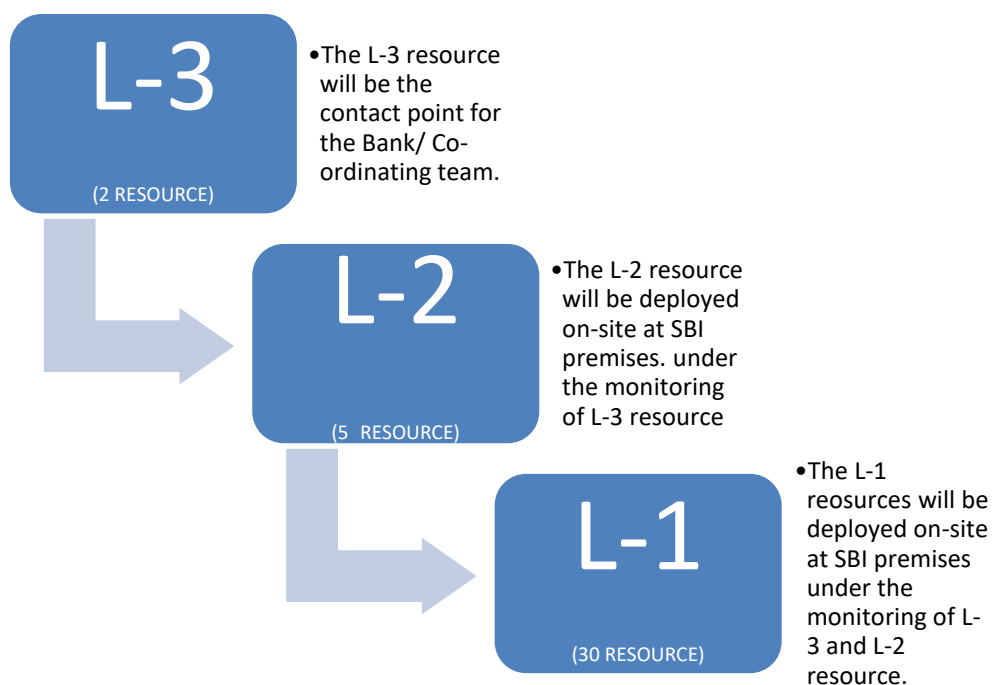 L-3
(2 RESOURCE)
•The L-3 resource
will be the
contact point for
the Bank/ Co-
ordinating team.
L-2
(5  RESOURCE)
•The L-2 resource
will be deployed
on-site at SBI
premises. under
the monitoring
of L-3 resource
L-1
(30 RESOURCE)
•The L-1
reosurces will be
deployed on-site
at SBI premises
under the
monitoring of L-
3 and L-2
resource.